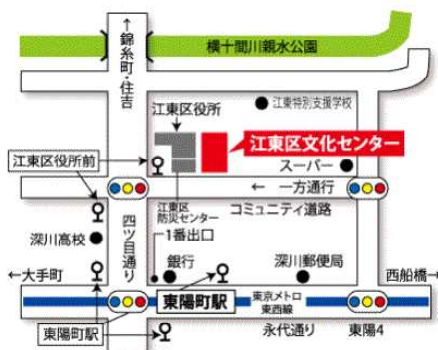 横十間川親水公園
←錦糸町・住吉
江東区役所
江東特別支援学校
江東区文化センター
江東区役所前
スーパー
← 一方通行
江東区
防災センター
コミュニティ道路
四ツ目通り
1番出口
深川高校
銀行
深川郵便局
←大手町
西船橋→
東陽町駅
東京メトロ
東西線
東陽町駅
永代通り
東陽4